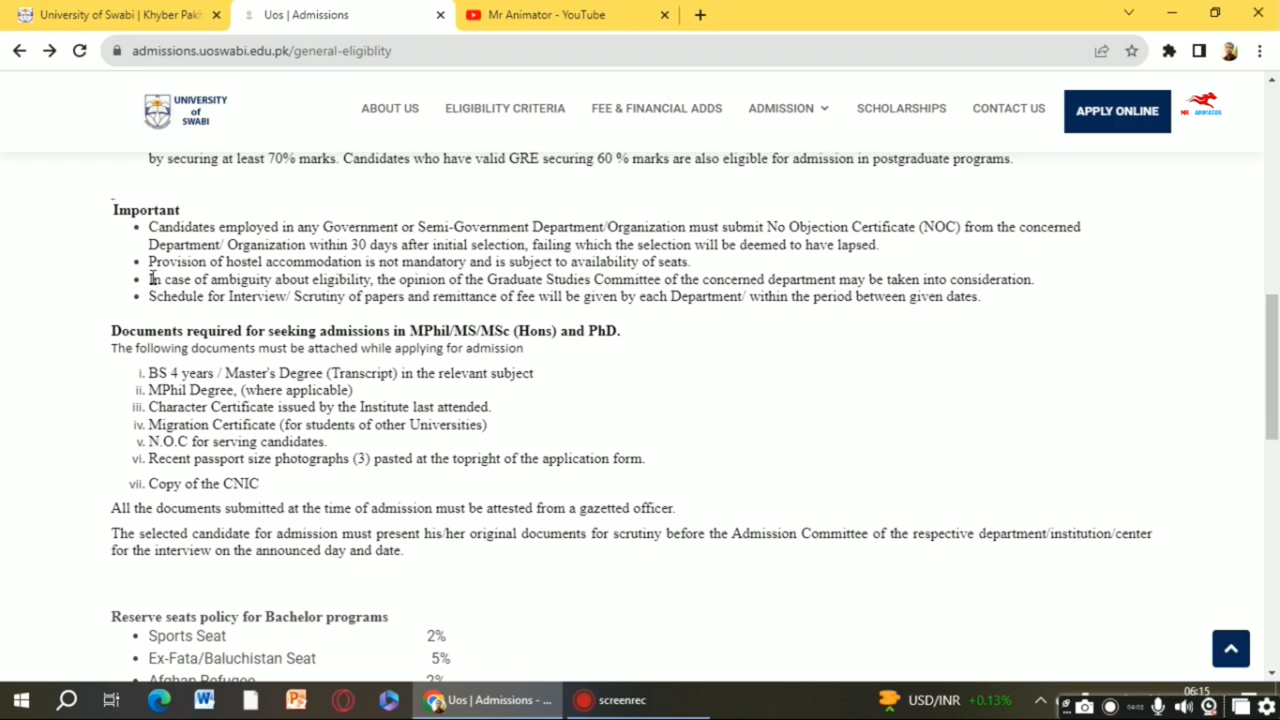 University of Swabi | Khyber Pakh
Uos | Admissions
Mr Animator - YouTube
admissions.uoswabi.edu.pk/general-eligiblity
UNIVERSITY
of
SWABI
ABOUT US
ELIGIBILITY CRITERIA
FEE & FINANCIAL ADDS
ADMISSION
SCHOLARSHIPS
CONTACT US
APPLY ONLINE
MR ANIMATOR
by securing at least 70% marks. Candidates who have valid GRE securing 60 % marks are also eligible for admission in postgraduate programs.
Important
• Candidates employed in any Government or Semi-Government Department/Organization must submit No Objection Certificate (NOC) from the concerned
Department/ Organization within 30 days after initial selection, failing which the selection will be deemed to have lapsed.
• Provision of hostel accommodation is not mandatory and is subject to availability of seats.
• In case of ambiguity about eligibility, the opinion of the Graduate Studies Committee of the concerned department may be taken into consideration.
• Schedule for Interview/ Scrutiny of papers and remittance of fee will be given by each Department/ within the period between given dates.
Documents required for seeking admissions in MPhil/MS/MSc (Hons) and PhD.
The following documents must be attached while applying for admission
i. BS 4 years / Master's Degree (Transcript) in the relevant subject
ii. MPhil Degree, (where applicable)
iii. Character Certificate issued by the Institute last attended.
iv. Migration Certificate (for students of other Universities)
v. N.O.C for serving candidates.
vi. Recent passport size photographs (3) pasted at the topright of the application form.
vii. Copy of the CNIC
All the documents submitted at the time of admission must be attested from a gazetted officer.
The selected candidate for admission must present his/her original documents for scrutiny before the Admission Committee of the respective department/institution/center
for the interview on the announced day and date.
Reserve seats policy for Bachelor programs
• Sports Seat 2%
• Ex-Fata/Baluchistan Seat 5%
• Afghan Refugee 2%
Uos | Admissions - ...
screenrec
USD/INR +0.13%
06:15
04:02